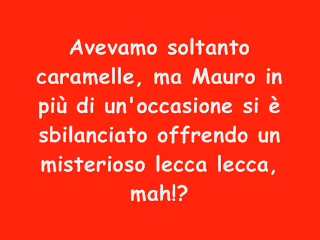 Avevamo soltanto
caramelle, ma Mauro in
più di un'occasione si è
sbilanciato offrendo un
misterioso lecca lecca,
mah!?